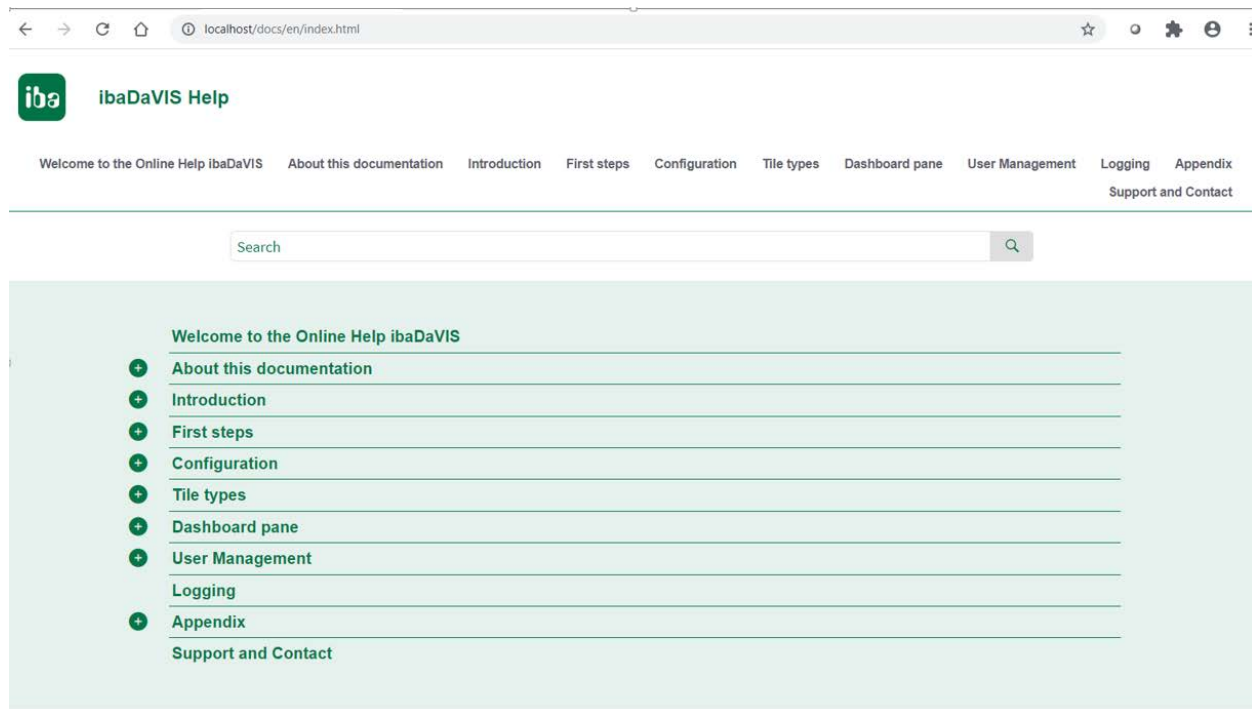 localhost/docs/en/index.html
iba ibaDaVIS Help
Welcome to the Online Help ibaDaVIS About this documentation Introduction First steps Configuration Tile types Dashboard pane User Management Logging Appendix
Support and Contact
Search
Welcome to the Online Help ibaDaVIS
About this documentation
Introduction
First steps
Configuration
Tile types
Dashboard pane
User Management
Logging
Appendix
Support and Contact